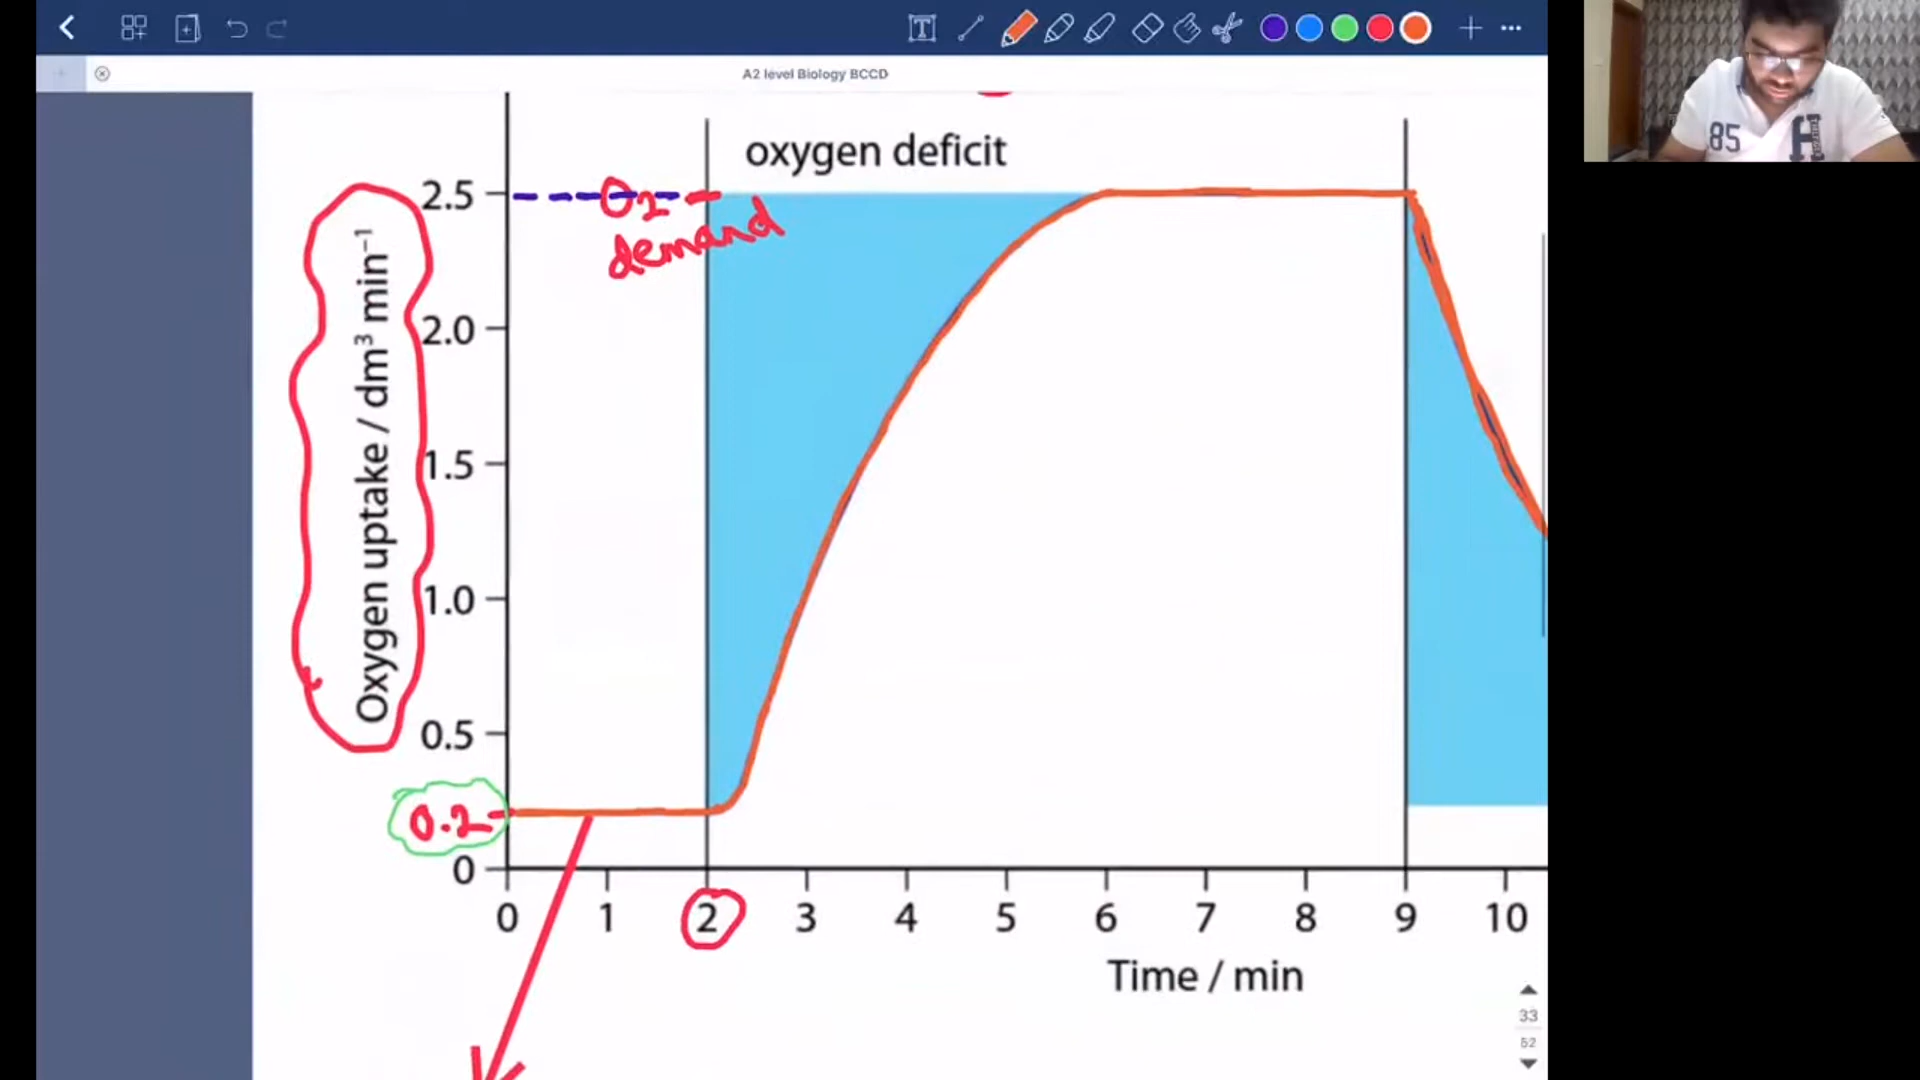 A2 level Biology BCCD
oxygen deficit
2.5
O2
demand
2.0
1.5
1.0
0.5
0.2
0
Oxygen uptake / dm³ min⁻¹
0 1 2 3 4 5 6 7 8 9 10
Time / min
33
52
85